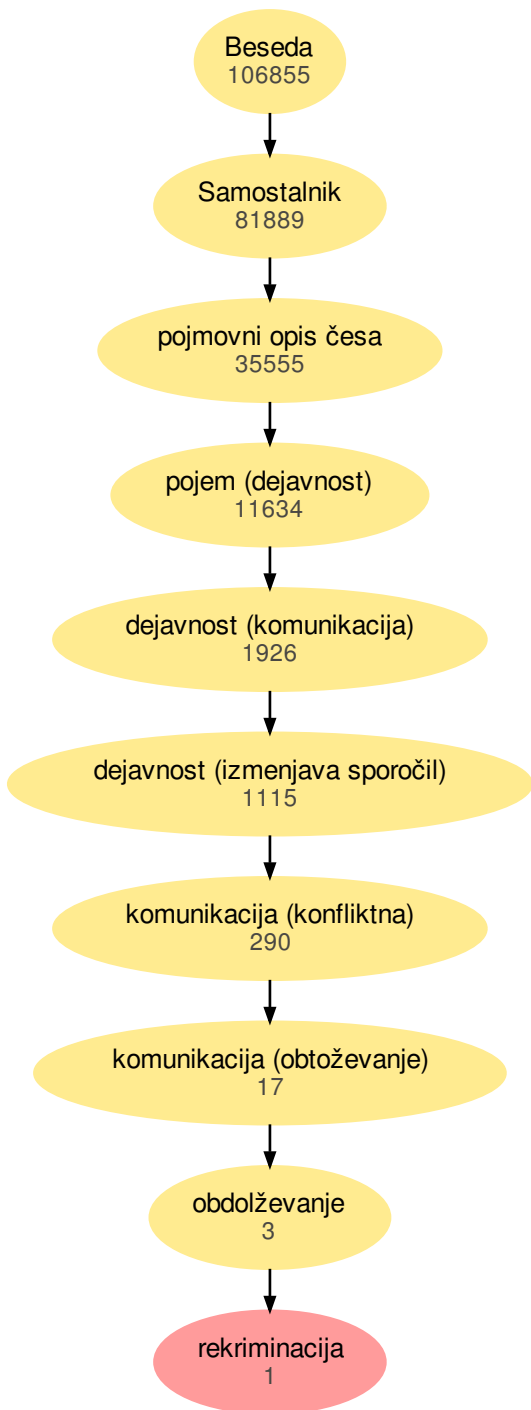 Beseda
106855
Samostalnik
81889
pojmovni opis česa
35555
pojem (dejavnost)
11634
dejavnost (komunikacija)
1926
dejavnost (izmenjava sporočil)
1115
komunikacija (konfliktna)
290
komunikacija (obtoževanje)
17
obdolževanje
3
rekriminacija
1